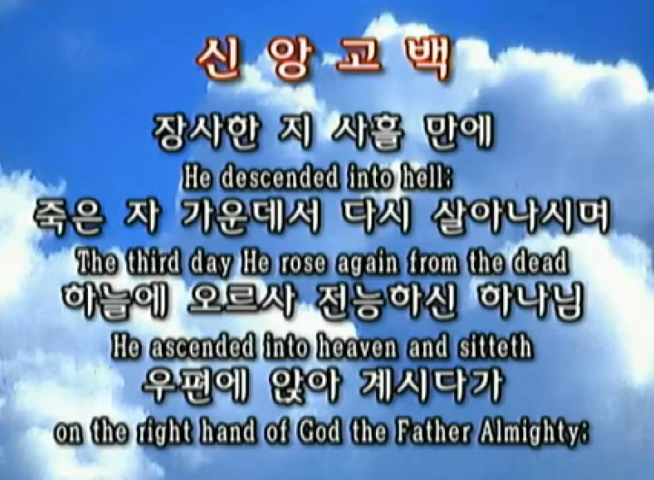 신앙고백
장사한 지 사흘 만에
He descended into hell:
죽은 자 가운데서 다시 살아나시며
The third day He rose again from the dead
하늘에 오르사 전능하신 하나님
He ascended into heaven and sitteth
우편에 앉아 계시다가
on the right hand of God the Father Almighty: